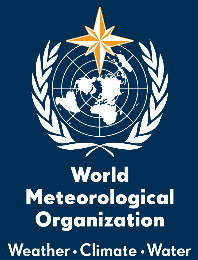 World
Meteorological
Organization
Weather • Climate • Water